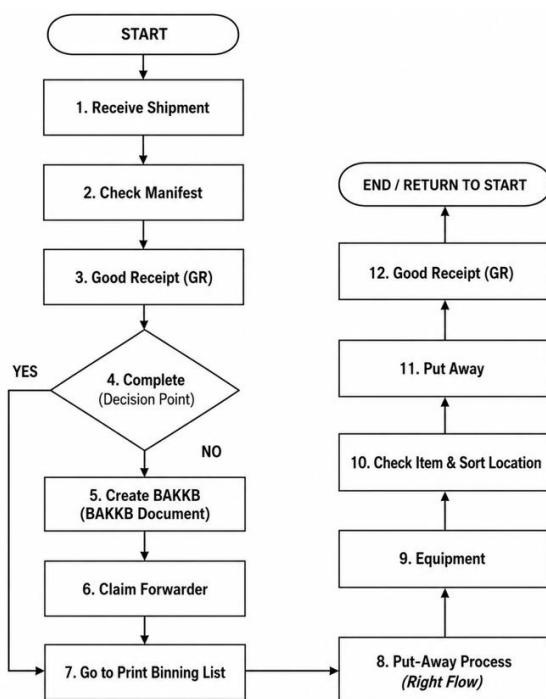 START
1. Receive Shipment
2. Check Manifest
3. Good Receipt (GR)
YES
4. Complete
(Decision Point)
NO
5. Create BAKKB
(BAKKB Document)
6. Claim Forwarder
7. Go to Print Binning List
8. Put-Away Process
(Right Flow)
9. Equipment
10. Check Item & Sort Location
11. Put Away
12. Good Receipt (GR)
END / RETURN TO START